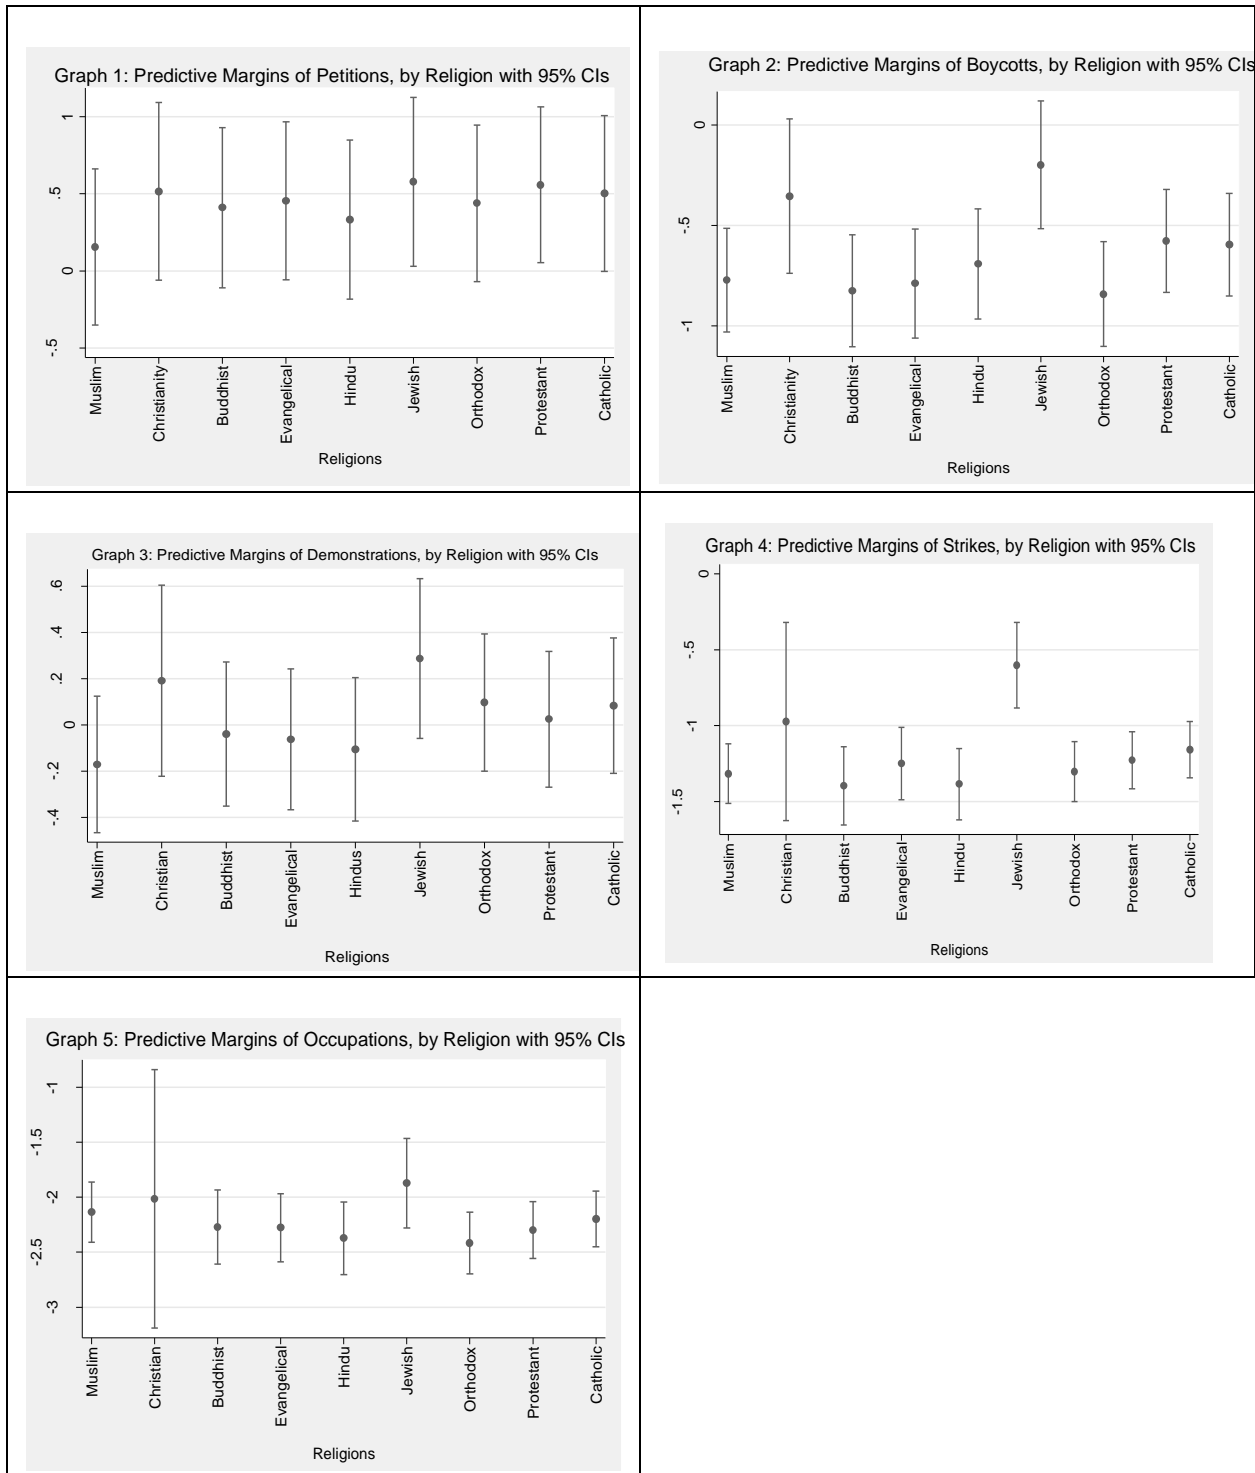 Graph 1: Predictive Margins of Petitions, by Religion with 95% CIs
1
.5
0
-.5
Muslim
Christianity
Buddhist
Evangelical
Hindu
Jewish
Orthodox
Protestant
Catholic
Religions
Graph 2: Predictive Margins of Boycotts, by Religion with 95% CIs
0
-.5
-1
Muslim
Christianity
Buddhist
Evangelical
Hindu
Jewish
Orthodox
Protestant
Catholic
Religions
Graph 3: Predictive Margins of Demonstrations, by Religion with 95% CIs
.6
.4
.2
0
-.2
-.4
Muslim
Christian
Buddhist
Evangelical
Hindus
Jewish
Orthodox
Protestant
Catholic
Religions
Graph 4: Predictive Margins of Strikes, by Religion with 95% CIs
0
-.5
-1
-1.5
Muslim
Christian
Buddhist
Evangelical
Hindu
Jewish
Orthodox
Protestant
Catholic
Religions
Graph 5: Predictive Margins of Occupations, by Religion with 95% CIs
-1
-1.5
-2
-2.5
-3
Muslim
Christian
Buddhist
Evangelical
Hindu
Jewish
Orthodox
Protestant
Catholic
Religions